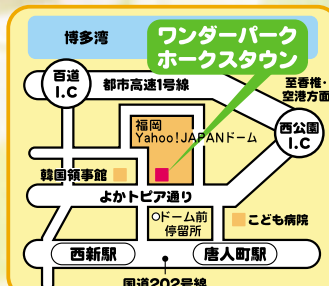 博多湾
ワンダーパーク
ホークスタウン
百道
I.C
都市高速1号線
至香椎・
空港方面
西公園
I.C
福岡
Yahoo!JAPANドーム
韓国領事館
よかトピア通り
ドーム前
停留所
こども病院
西新駅
唐人町駅
国道202号線